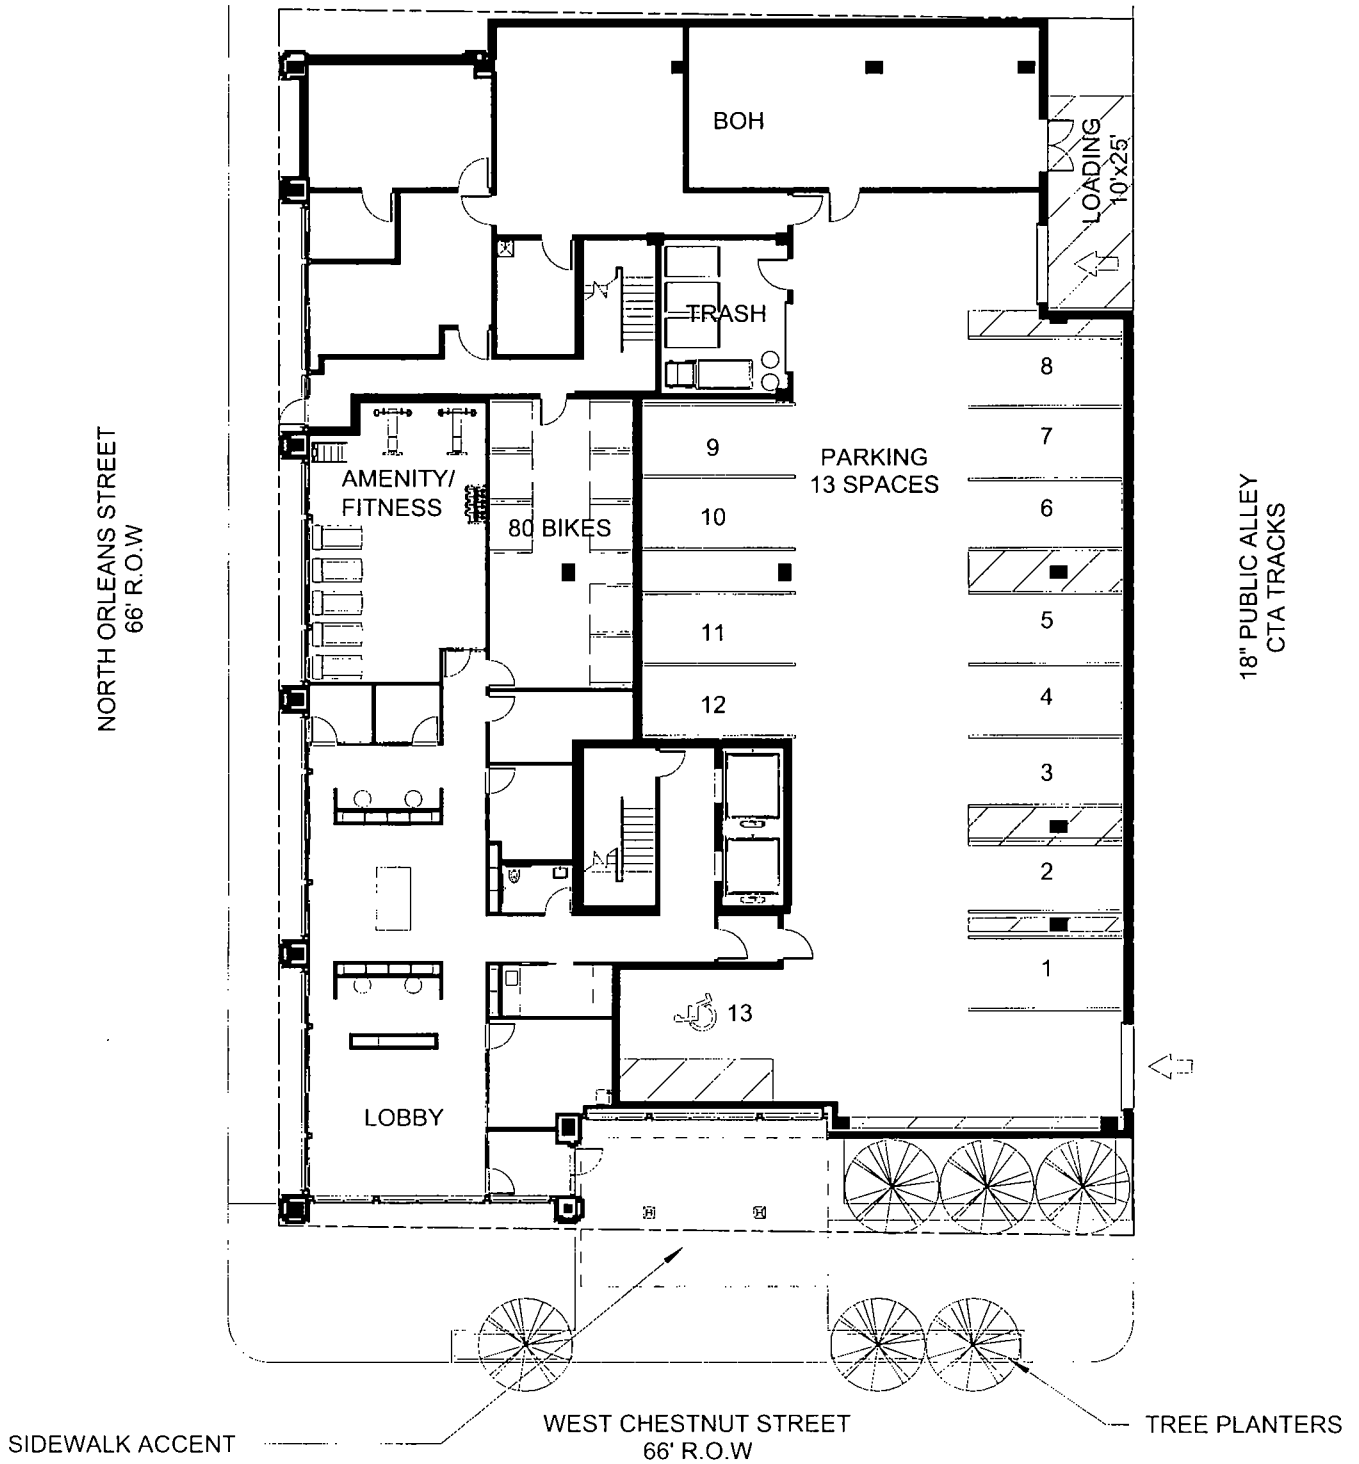 BOH
LOADING
10'x25'
TRASH
8
7
6
5
4
3
2
1
9
10
11
12
PARKING
13 SPACES
AMENITY/
FITNESS
80 BIKES
NORTH ORLEANS STREET
66' R.O.W
18" PUBLIC ALLEY
CTA TRACKS
13
LOBBY
SIDEWALK ACCENT
WEST CHESTNUT STREET
66' R.O.W
TREE PLANTERS